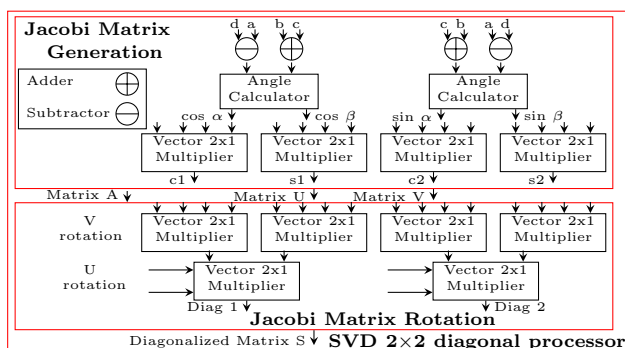 d a b c c b a d
Jacobi Matrix
Generation
Adder
Subtractor
Angle
Calculator
Angle
Calculator
cos α cos β sin α sin β
Vector 2x1
Multiplier
Vector 2x1
Multiplier
Vector 2x1
Multiplier
Vector 2x1
Multiplier
c1 s1 c2 s2
Matrix A Matrix U Matrix V
V
rotation
Vector 2x1
Multiplier
Vector 2x1
Multiplier
Vector 2x1
Multiplier
Vector 2x1
Multiplier
U
rotation
Vector 2x1
Multiplier
Vector 2x1
Multiplier
Diag 1 Diag 2
Jacobi Matrix Rotation
Diagonalized Matrix S SVD 2×2 diagonal processor